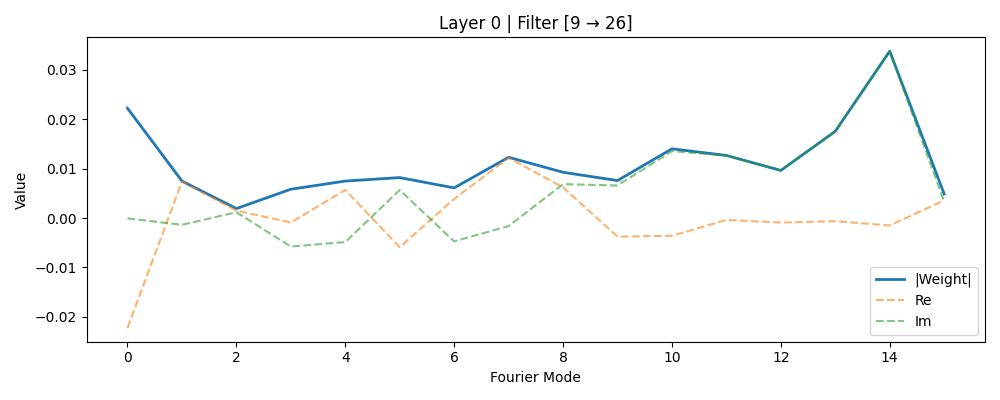 Layer 0 | Filter [9 → 26]
Value
0.03
0.02
0.01
0.00
−0.01
−0.02
0 2 4 6 8 10 12 14
Fourier Mode
|Weight|
Re
Im